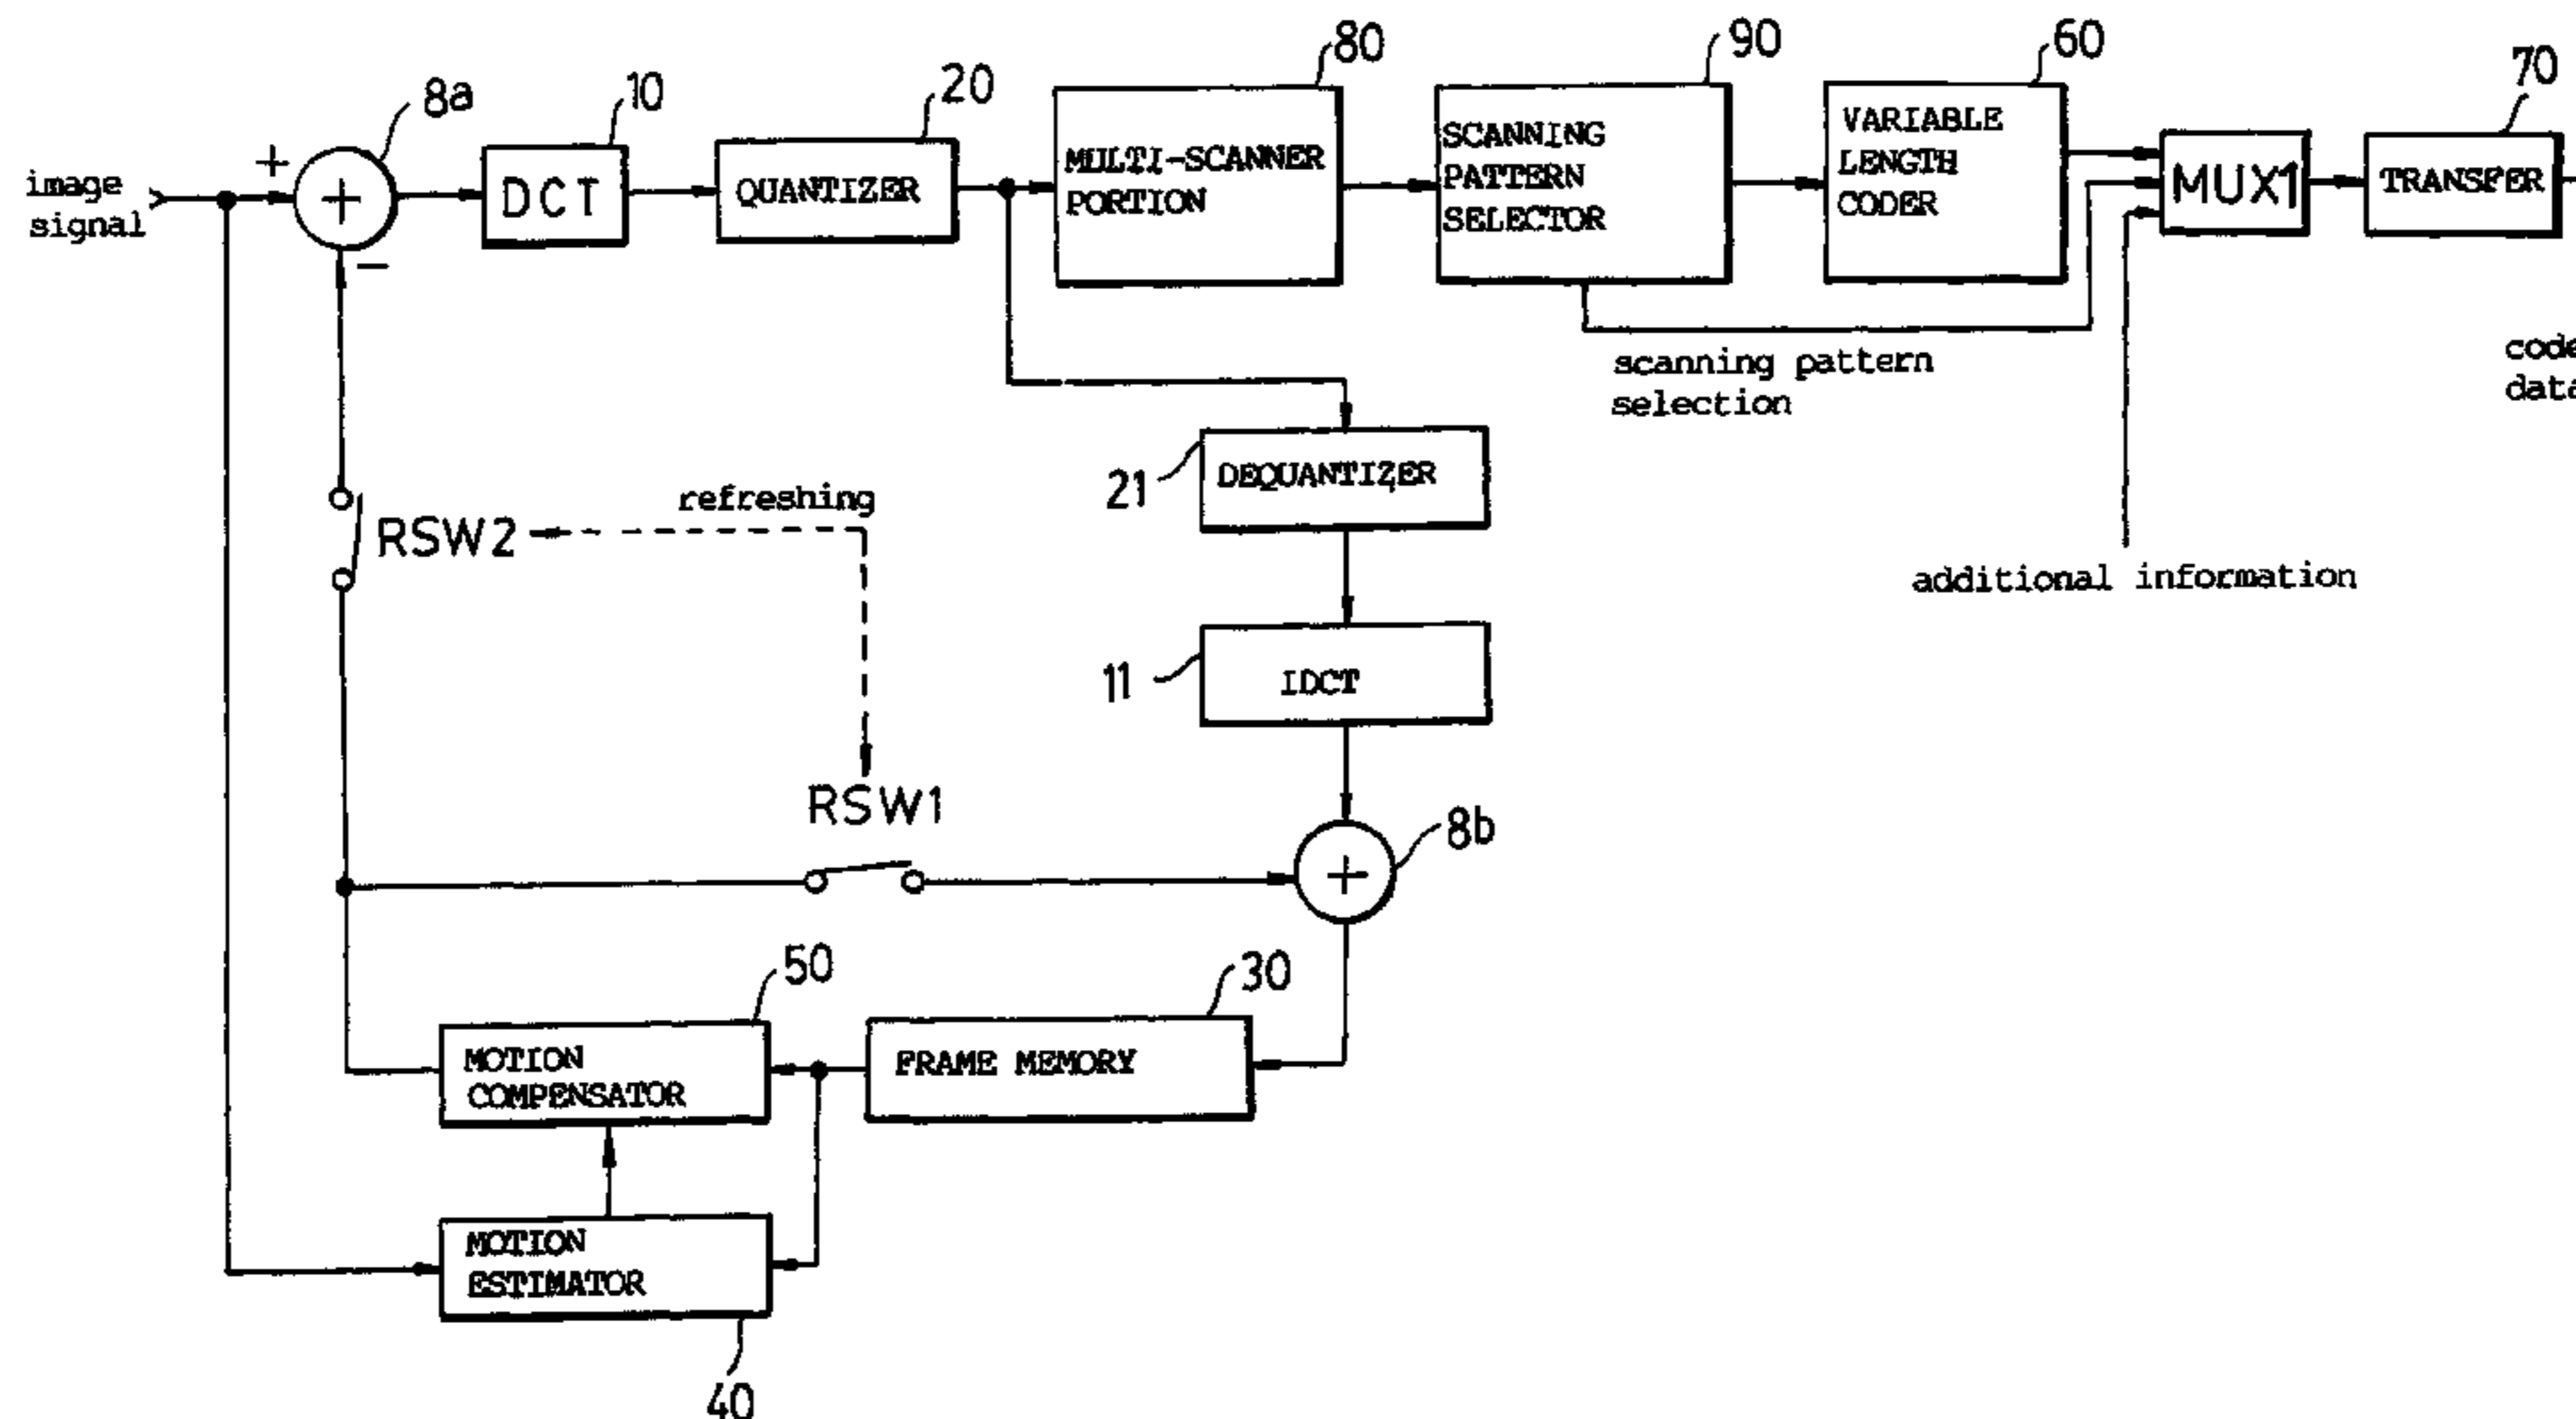 80
90
60
70
8a
10
20
+
image
signal
+
DCT
QUANTIZER
MULTI-SCANNER
PORTION
SCANNING
PATTERN
SELECTOR
VARIABLE
LENGTH
CODER
MUX1
TRANSFER
−
scanning pattern
selection
code
data
21
DEQUANTIZER
refreshing
RSW2
additional information
11
IDCT
RSW1
8b
+
50
30
MOTION
COMPENSATOR
FRAME MEMORY
MOTION
ESTIMATOR
40